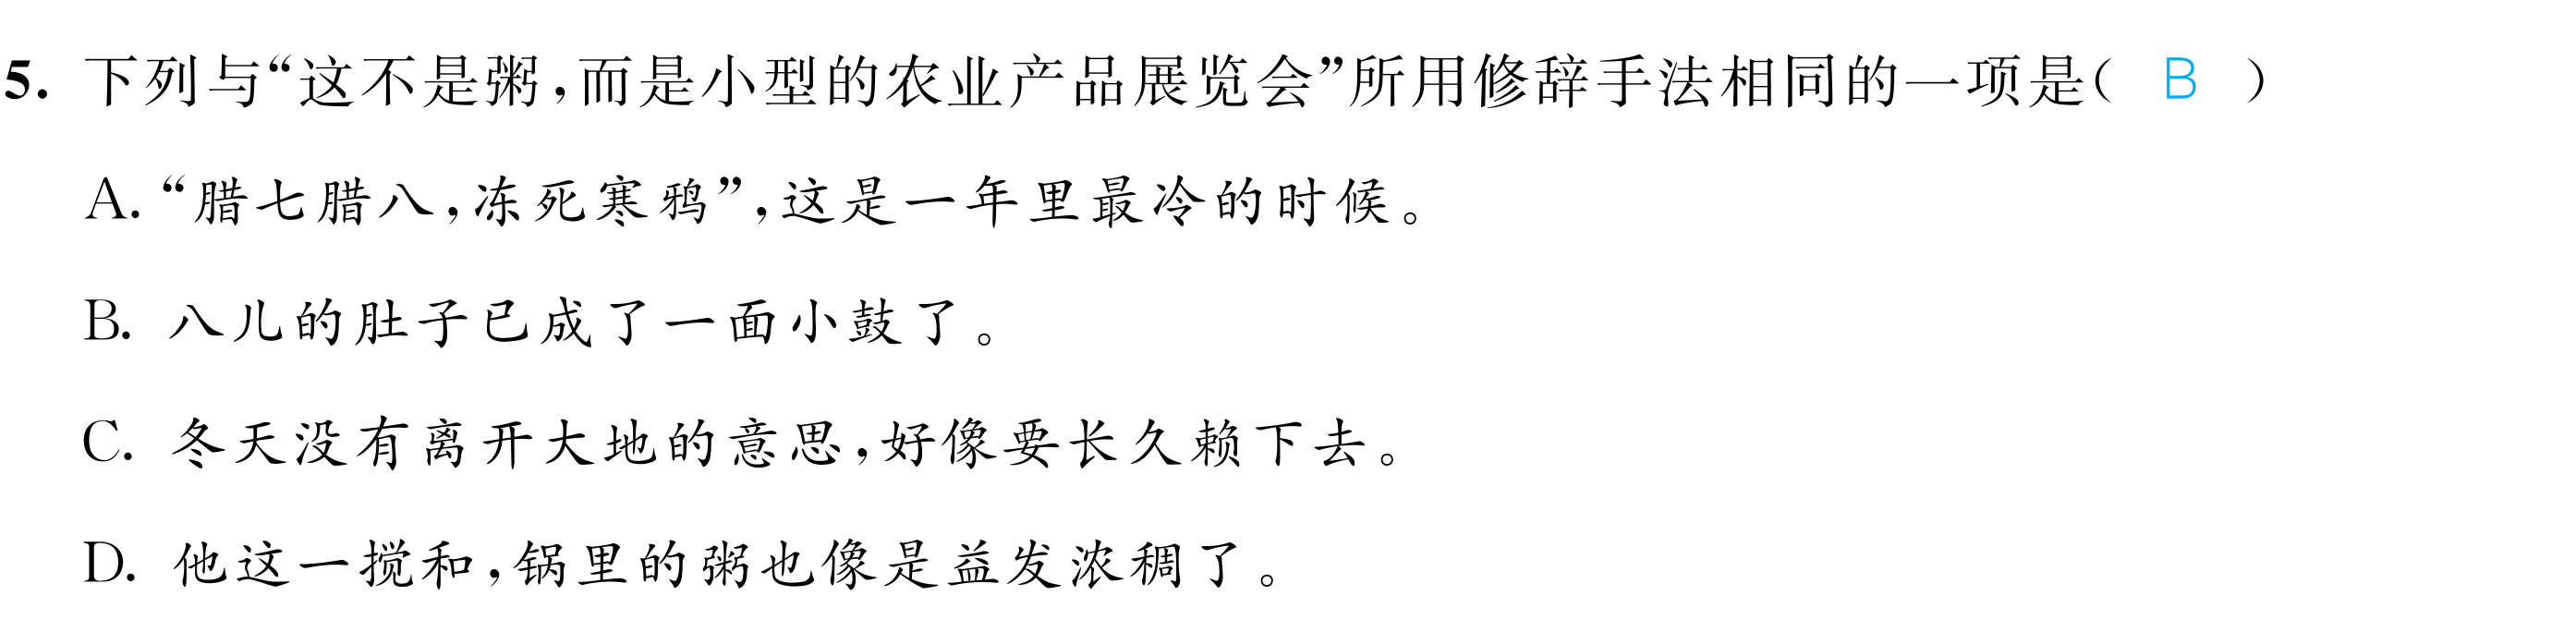 5. 下列与“这不是粥,而是小型的农业产品展览会”所用修辞手法相同的一项是( B )
A. “腊七腊八,冻死寒鸦”,这是一年里最冷的时候。
B. 八儿的肚子已成了一面小鼓了。
C. 冬天没有离开大地的意思,好像要长久赖下去。
D. 他这一搅和,锅里的粥也像是益发浓稠了。